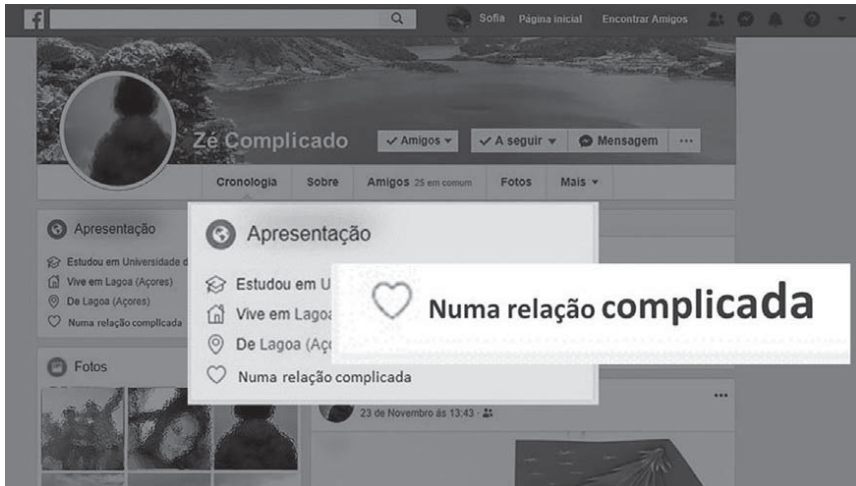 f
Sofia Página inicial Encontrar Amigos
Zé Complicado
Amigos
A seguir
Mensagem
...
Cronologia Sobre Amigos 25 em comum Fotos Mais
Apresentação
Estudou em Universidade d
Vive em Lagoa (Açores)
De Lagoa (Açores)
Numa relação complicada
Apresentação
Estudou em U
Vive em Lagoa
De Lagoa (Aço
Numa relação complicada
Numa relação complicada
Fotos
23 de Novembro ás 13:43
...